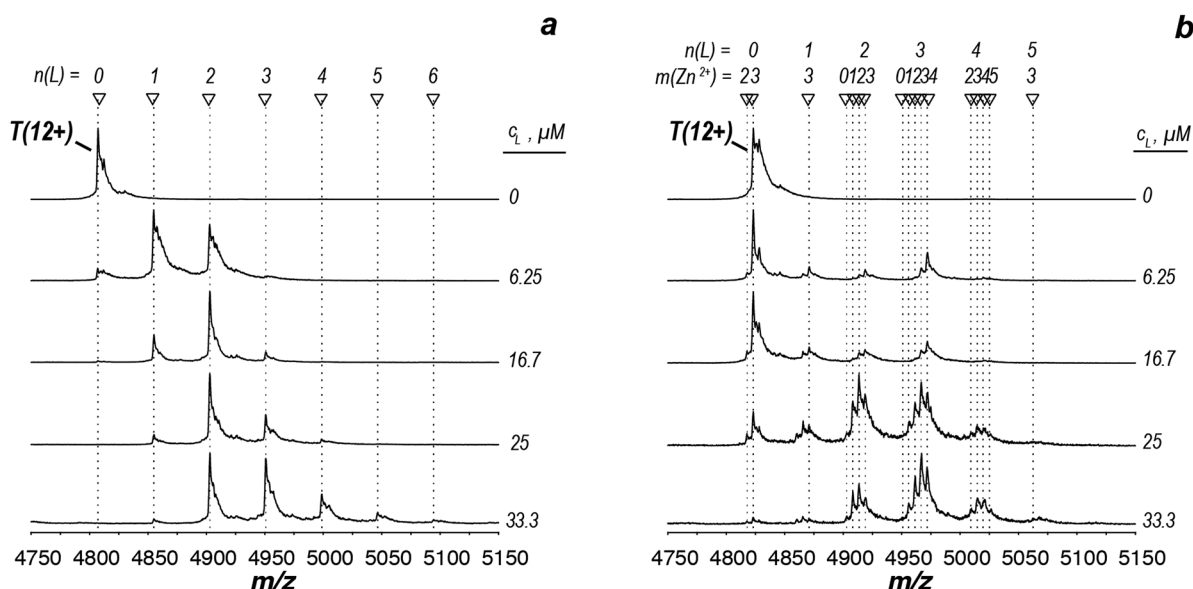 a
n(L) = 0 1 2 3 4 5 6
T(12+)
c_L , µM
0
6.25
16.7
25
33.3
4750 4800 4850 4900 4950 5000 5050 5100 5150
m/z
b
n(L) = 0 1 2 3 4 5
m(Zn²⁺) = 23 3 0123 01234 2345 3
T(12+)
c_L , µM
0
6.25
16.7
25
33.3
4750 4800 4850 4900 4950 5000 5050 5100 5150
m/z